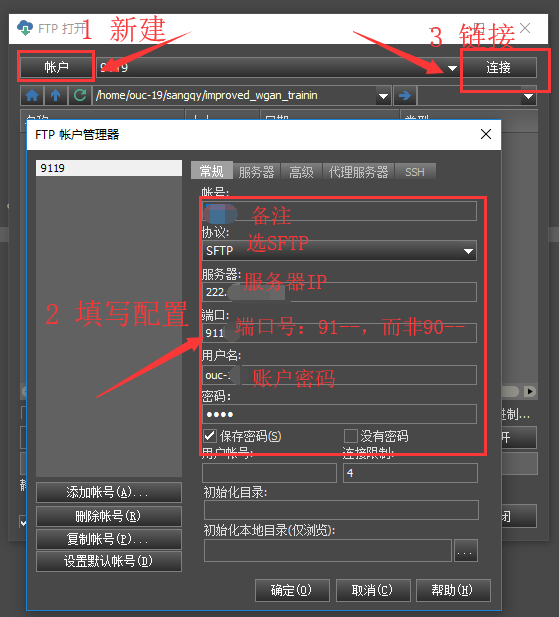 FTP 打开
1 新建
3 链接
帐户
9119
连接
/home/ouc-19/sangqy/improved_wgan_trainin
FTP 帐户管理器
9119
常规
服务器
高级
代理服务器
SSH
帐号:
备注
协议:
选SFTP
SFTP
服务器:
服务器IP
222.
2 填写配置
端口:
端口号：91--，而非90--
911
用户名:
ouc-1
账户密码
密码:
保存密码(S)
没有密码
用户帐号:
连接限制:
4
添加帐号(A)...
初始化目录:
删除帐号(R)
复制帐号(P)...
初始化本地目录(仅浏览):
设置默认帐号(D)
...
确定(O)
取消(C)
帮助(H)